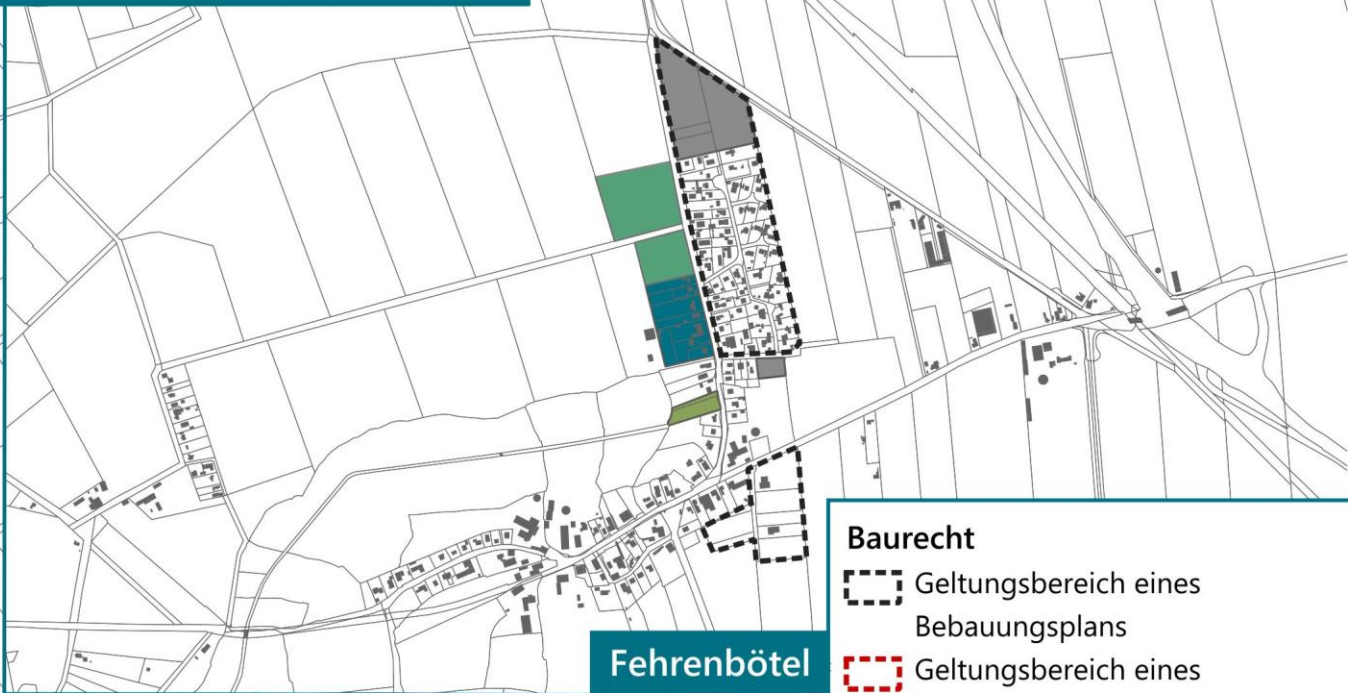 Fehrenbötel
Baurecht
Geltungsbereich eines
Bebauungsplans
Geltungsbereich eines